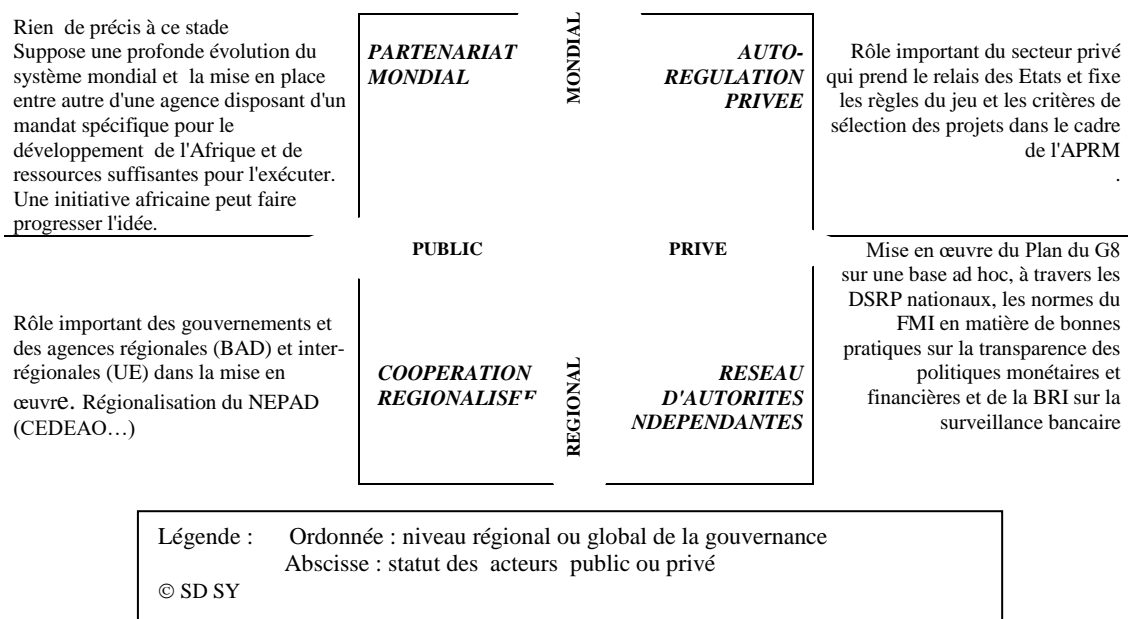 Rien de précis à ce stade
Suppose une profonde évolution du
système mondial et la mise en place
entre autre d'une agence disposant d'un
mandat spécifique pour le
développement de l'Afrique et de
ressources suffisantes pour l'exécuter.
Une initiative africaine peut faire
progresser l'idée.
PARTENARIAT
MONDIAL
MONDIAL
AUTO-
REGULATION
PRIVEE
Rôle important du secteur privé
qui prend le relais des Etats et fixe
les règles du jeu et les critères de
sélection des projets dans le cadre
de l'APRM
.
PUBLIC
PRIVE
Rôle important des gouvernements et
des agences régionales (BAD) et inter-
régionales (UE) dans la mise en
œuvre. Régionalisation du NEPAD
(CEDEAO…)
COOPERATION
REGIONALISEE
REGIONAL
RESEAU
D'AUTORITES
NDEPENDANTES
Mise en œuvre du Plan du G8
sur une base ad hoc, à travers les
DSRP nationaux, les normes du
FMI en matière de bonnes
pratiques sur la transparence des
politiques monétaires et
financières et de la BRI sur la
surveillance bancaire
Légende : Ordonnée : niveau régional ou global de la gouvernance
Abscisse : statut des acteurs public ou privé
© SD SY